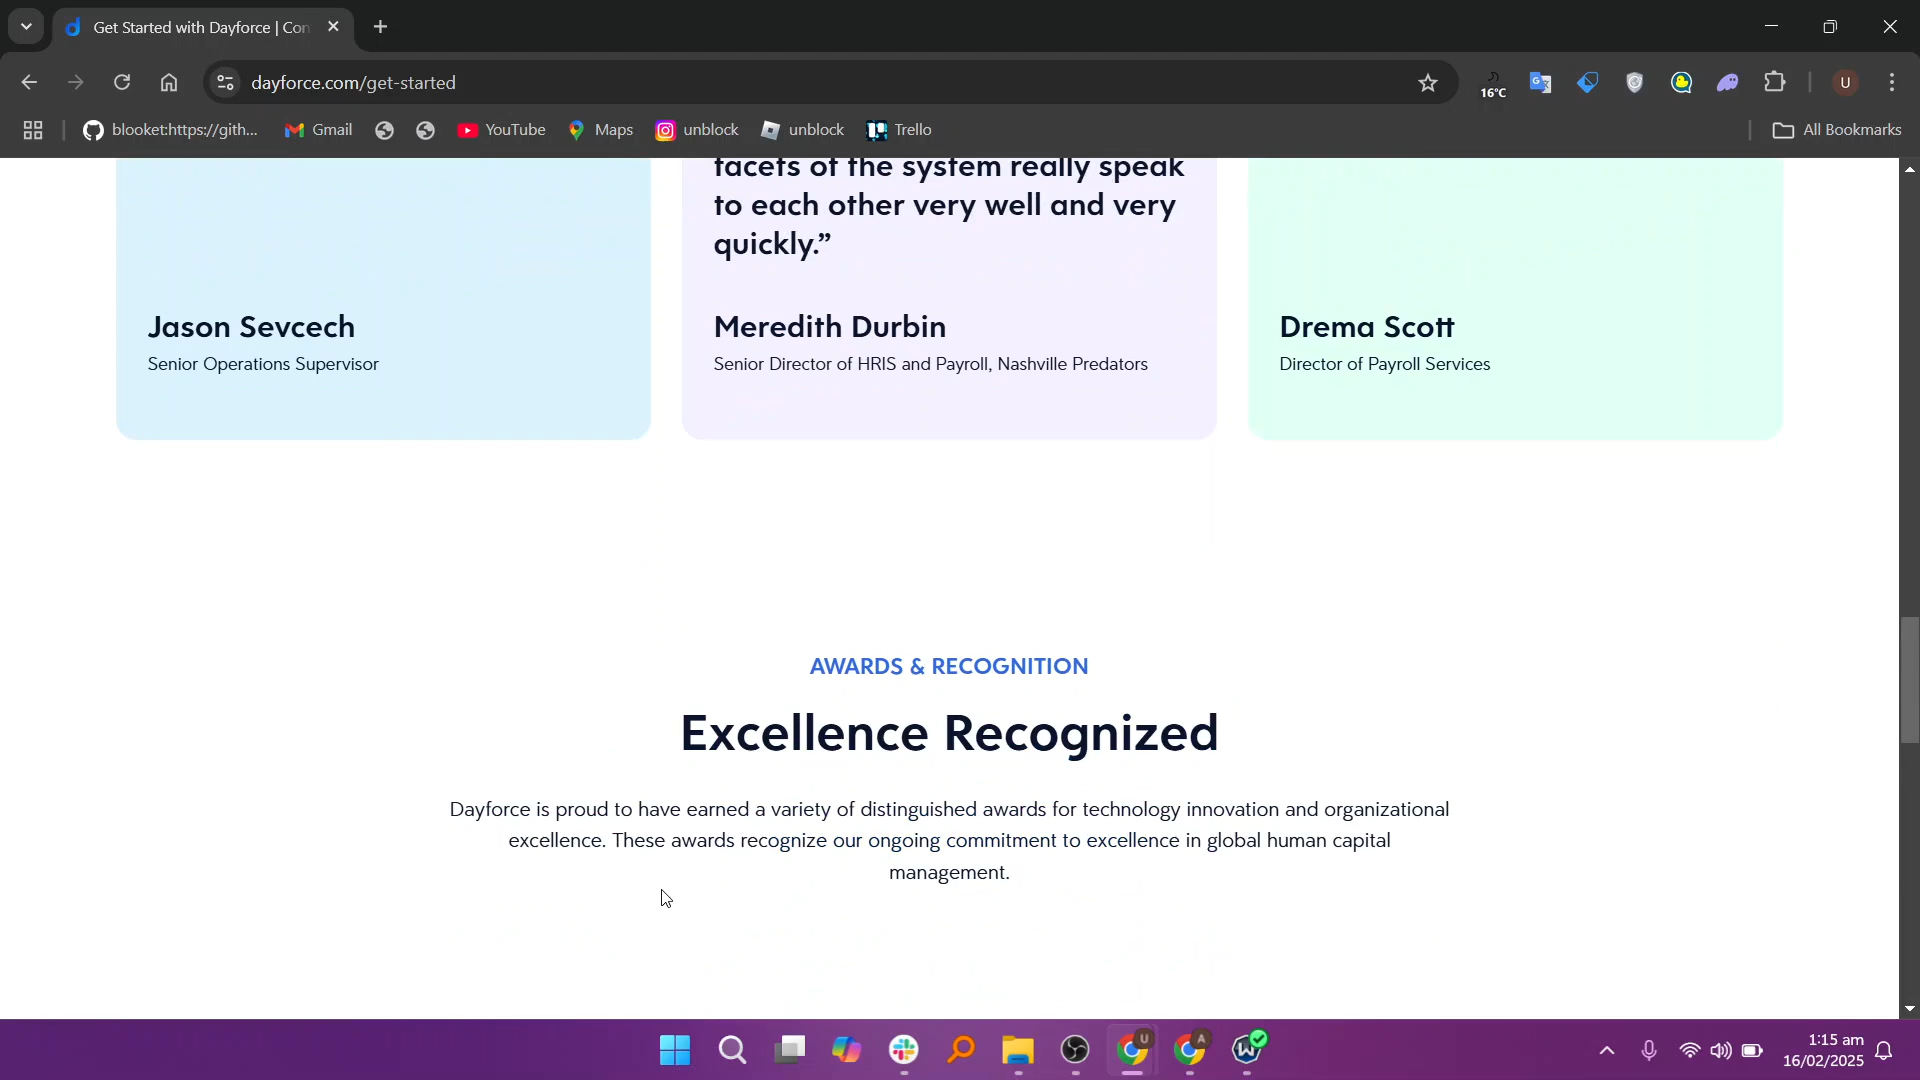 Get Started with Dayforce | Con
dayforce.com/get-started
16°C
U
blooket:https://gith...
Gmail
YouTube
Maps
unblock
unblock
Trello
All Bookmarks
facets of the system really speak
to each other very well and very
quickly.”
Jason Sevcech
Senior Operations Supervisor
Meredith Durbin
Senior Director of HRIS and Payroll, Nashville Predators
Drema Scott
Director of Payroll Services
AWARDS & RECOGNITION
Excellence Recognized
Dayforce is proud to have earned a variety of distinguished awards for technology innovation and organizational
excellence. These awards recognize our ongoing commitment to excellence in global human capital
management.
U
A
1:15 am
16/02/2025